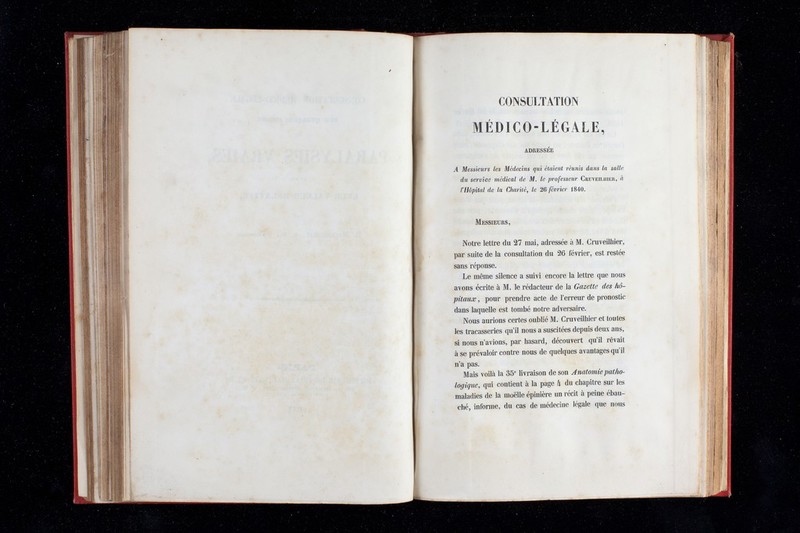 CONSULTATION
MÉDICO-LÉGALE,
ADRESSÉE
A Messieurs les Médecins qui étaient réunis dans la salle
du service médical de M. le professeur CRUVEILHIER, à
l'Hôpital de la Charité, le 26 février 1840.
MESSIEURS,
Notre lettre du 27 mai, adressée à M. Cruveilhier,
par suite de la consultation du 26 février, est restée
sans réponse.
Le même silence a suivi encore la lettre que nous
avons écrite à M. le rédacteur de la Gazette des hô-
pitaux, pour prendre acte de l'erreur de pronostic
dans laquelle est tombé notre adversaire.
Nous aurions certes oublié M. Cruveilhier et toutes
les tracasseries qu'il nous a suscitées depuis deux ans,
si nous n'avions, par hasard, découvert qu'il rêvait
à se prévaloir contre nous de quelques avantages qu'il
n'a pas.
Mais voilà la 35e livraison de son Anatomie patho-
logique, qui contient à la page 4 du chapitre sur les
maladies de la moëlle épinière un récit à peine ébau-
ché, informe, du cas de médecine légale que nous